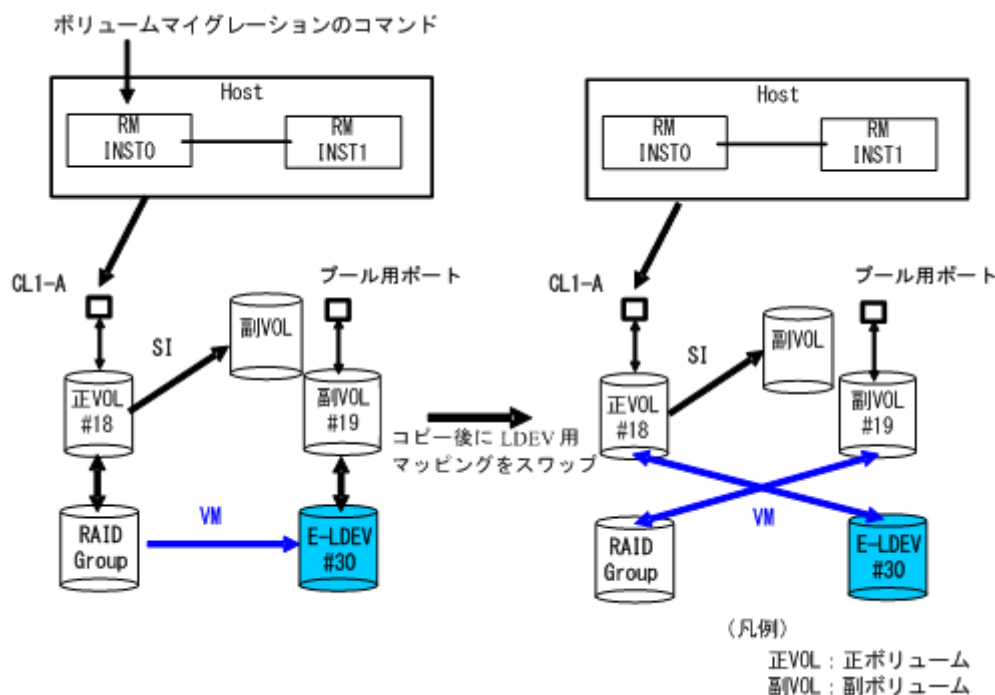 ボリュームマイグレーションのコマンド
Host
RM
INST0
RM
INST1
CL1-A
プール用ポート
SI
副VOL
正VOL
#18
副VOL
#19
VM
RAID
Group
E-LDEV
#30
コピー後に LDEV 用
マッピングをスワップ
Host
RM
INST0
RM
INST1
CL1-A
プール用ポート
SI
副VOL
正VOL
#18
副VOL
#19
VM
RAID
Group
E-LDEV
#30
(凡例)
正VOL：正ボリューム
副VOL：副ボリューム